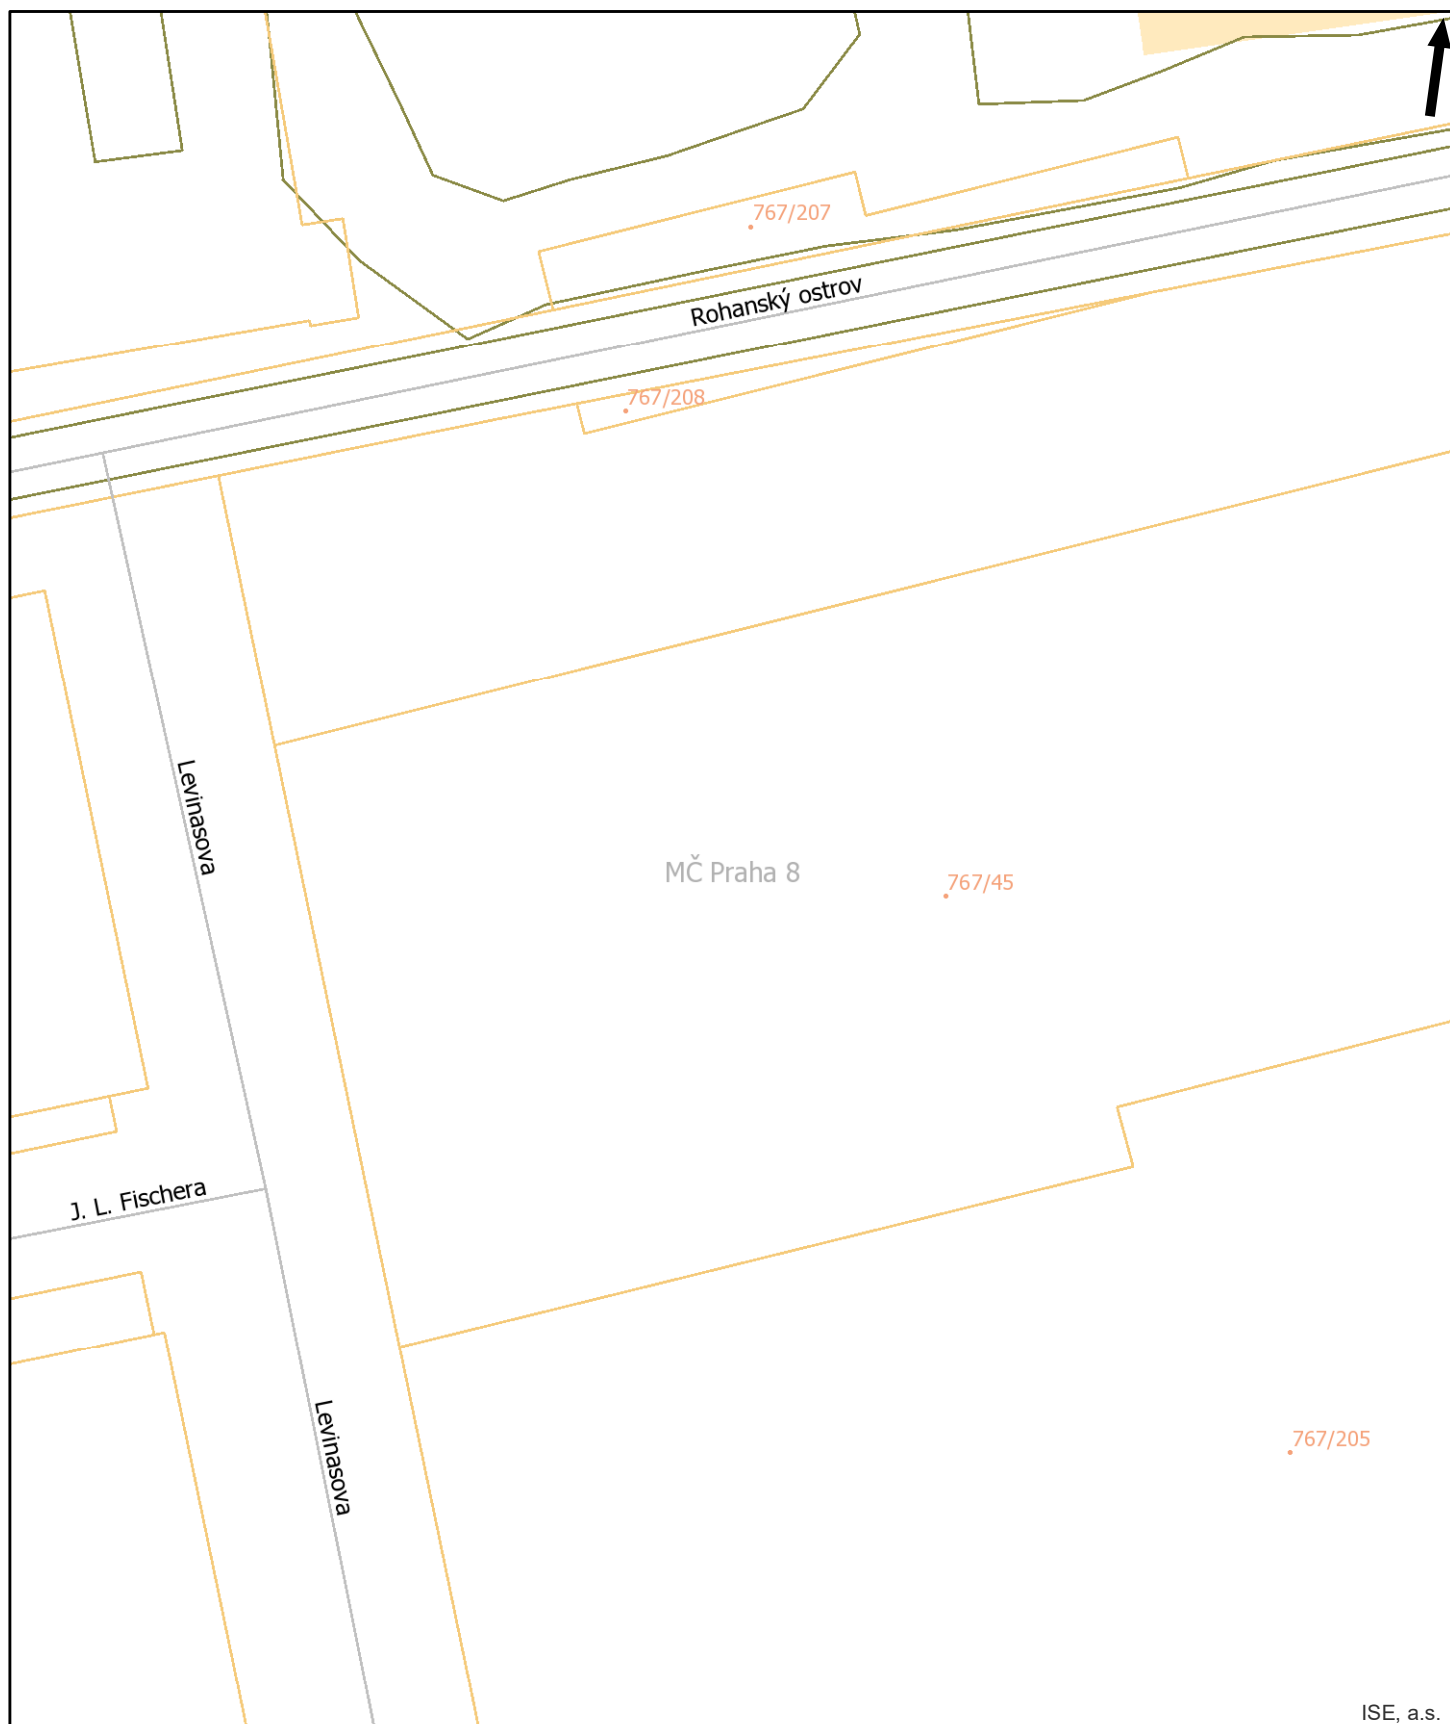 767/207
Rohanský ostrov
767/208
Levinasova
MČ Praha 8
767/45
J. L. Fischera
Levinasova
767/205
ISE, a.s.